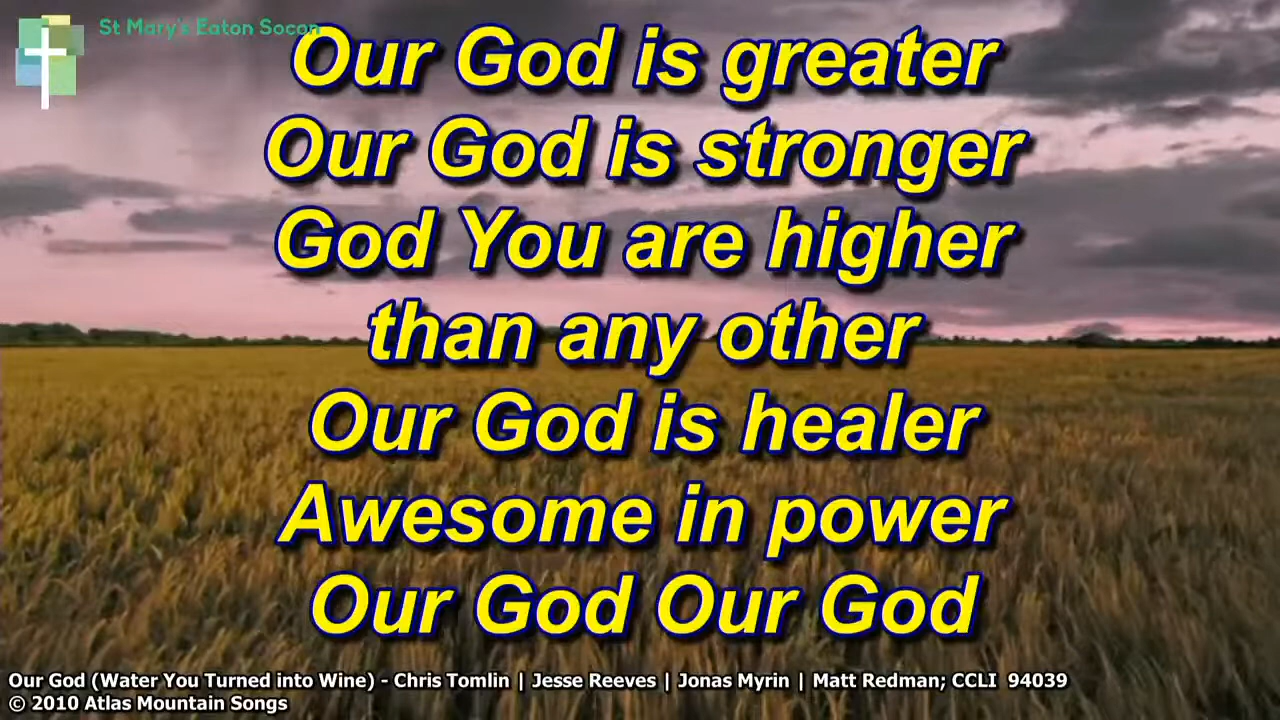 St Mary's Eaton Socon
Our God is greater
Our God is stronger
God You are higher
than any other
Our God is healer
Awesome in power
Our God Our God
Our God (Water You Turned into Wine) - Chris Tomlin | Jesse Reeves | Jonas Myrin | Matt Redman; CCLI  94039
© 2010 Atlas Mountain Songs